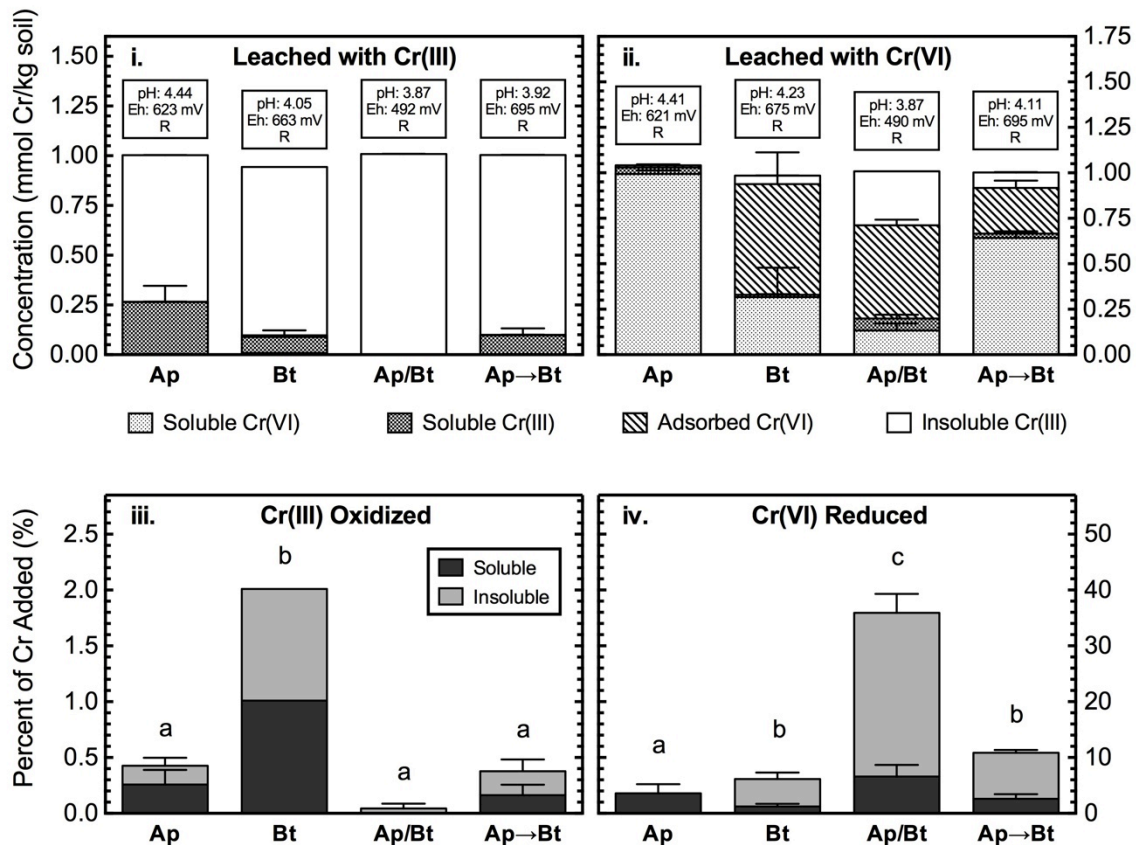 i. Leached with Cr(III)
pH: 4.44
Eh: 623 mV
R
pH: 4.05
Eh: 663 mV
R
pH: 3.87
Eh: 492 mV
R
pH: 3.92
Eh: 695 mV
R
Concentration (mmol Cr/kg soil)
1.50
1.25
1.00
0.75
0.50
0.25
0.00
Ap Bt Ap/Bt Ap→Bt
ii. Leached with Cr(VI)
pH: 4.41
Eh: 621 mV
R
pH: 4.23
Eh: 675 mV
R
pH: 3.87
Eh: 490 mV
R
pH: 4.11
Eh: 695 mV
R
1.75
1.50
1.25
1.00
0.75
0.50
0.25
0.00
Ap Bt Ap/Bt Ap→Bt
Soluble Cr(VI) Soluble Cr(III) Adsorbed Cr(VI) Insoluble Cr(III)
iii. Cr(III) Oxidized
Soluble
Insoluble
a b a a
Percent of Cr Added (%)
2.5
2.0
1.5
1.0
0.5
0.0
Ap Bt Ap/Bt Ap→Bt
iv. Cr(VI) Reduced
a b c b
50
40
30
20
10
0
Ap Bt Ap/Bt Ap→Bt